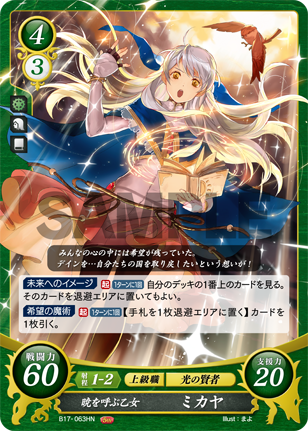 4
3
SAMPLE
みんなの心の中には希望が残っていた。
デインを…自分たちの国を取り戻したいという想いが!
未来へのイメージ 起 1ターンに1回 自分のデッキの1番上のカードを見る。
そのカードを退避エリアに置いてもよい。
希望の魔術 起 1ターンに1回 【手札を1枚退避エリアに置く】カードを
1枚引く。
戦闘力 60 射程 1-2 上級職 光の賢者 支援力 20
暁を呼ぶ乙女 ミカヤ
B17-063HN Illust:まよ